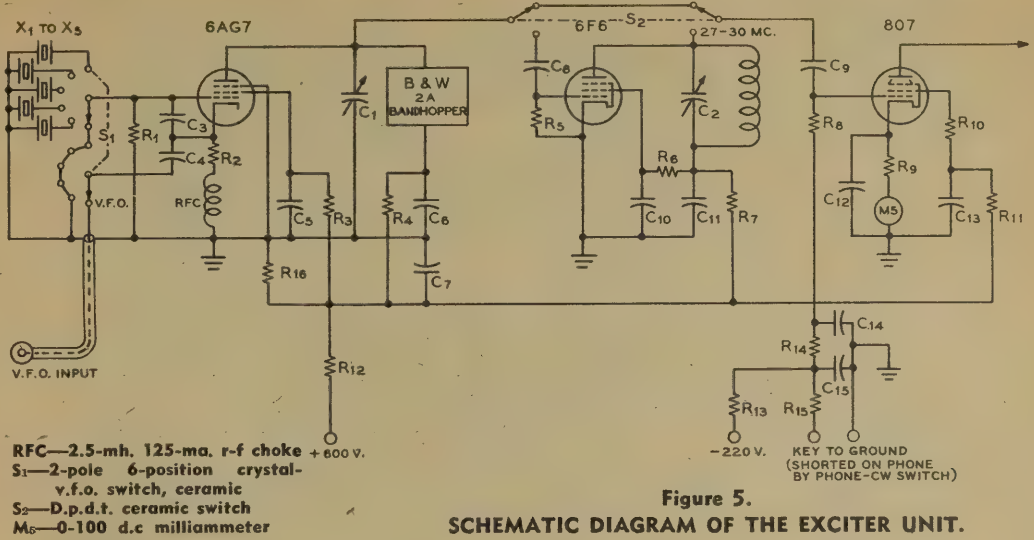 X1 TO X5
6AG7
S2
6F6
27-30 MC.
807
B & W
2A
BANDHOPPER
C1
C8
C2
C9
S1
R1
C3
C4
R2
R5
R8
R10
R6
R9
RFC
V.F.O.
C5
R3
R4
C6
C10
C11
R7
C12
M5
C13
R11
R16
C7
C14
R14
C15
V.F.O. INPUT
R12
R13
R15
+600 V.
-220 V.
KEY TO GROUND
(SHORTED ON PHONE
BY PHONE-CW SWITCH)
RFC—2.5-mh, 125-ma, r-f choke
S1—2-pole 6-position crystal-
v.f.o. switch, ceramic
S2—D.p.d.t. ceramic switch
M5—0-100 d.c milliammeter
Figure 5.
SCHEMATIC DIAGRAM OF THE EXCITER UNIT.